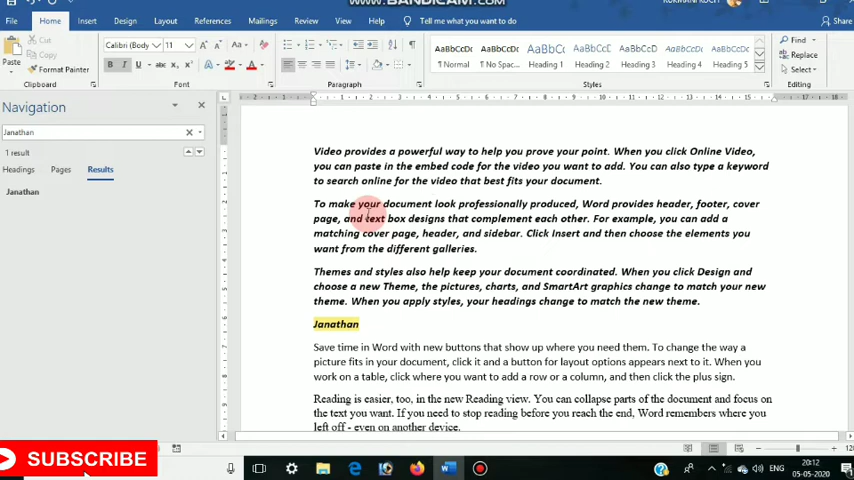 WWW.BANDICAM.COM
File Home Insert Design Layout References Mailings Review View Help Tell me what you want to do Share
Paste
Cut
Copy
Format Painter
Calibri (Body) 11
B I U
Clipboard Font Paragraph Styles Editing
AaBbCcDc AaBbCcDc AaBbCc AaBbCcD AaBbCcD AaBbCcD AaBbCcD
¶ Normal ¶ No Spac... Heading 1 Heading 2 Heading 3 Heading 4 Heading 5
Find
Replace
Select
Navigation
Janathan
1 result
Headings Pages Results
Janathan
Video provides a powerful way to help you prove your point. When you click Online Video,
you can paste in the embed code for the video you want to add. You can also type a keyword
to search online for the video that best fits your document.
To make your document look professionally produced, Word provides header, footer, cover
page, and text box designs that complement each other. For example, you can add a
matching cover page, header, and sidebar. Click Insert and then choose the elements you
want from the different galleries.
Themes and styles also help keep your document coordinated. When you click Design and
choose a new Theme, the pictures, charts, and SmartArt graphics change to match your new
theme. When you apply styles, your headings change to match the new theme.
Janathan
Save time in Word with new buttons that show up where you need them. To change the way a
picture fits in your document, click it and a button for layout options appears next to it. When you
work on a table, click where you want to add a row or a column, and then click the plus sign.
Reading is easier, too, in the new Reading view. You can collapse parts of the document and focus on
the text you want. If you need to stop reading before you reach the end, Word remembers where you
left off - even on another device.
SUBSCRIBE
ENG
20:12
05-05-2020